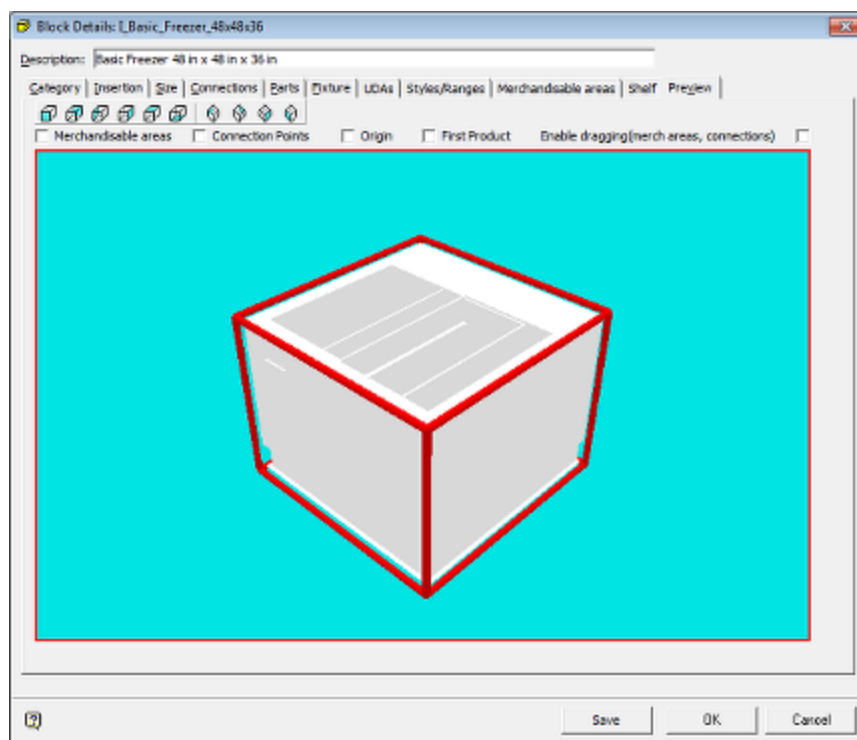 Block Details: I_Basic_Freezer_48x48x36
Description: Basic Freezer 48 in x 48 in x 36 in
Category Insertion Size Connections Parts Fixture UDAs Styles/Ranges Merchandisable areas Shelf Preview
Merchandisable areas Connection Points Origin First Product Enable dragging(merch areas, connections)
Save OK Cancel